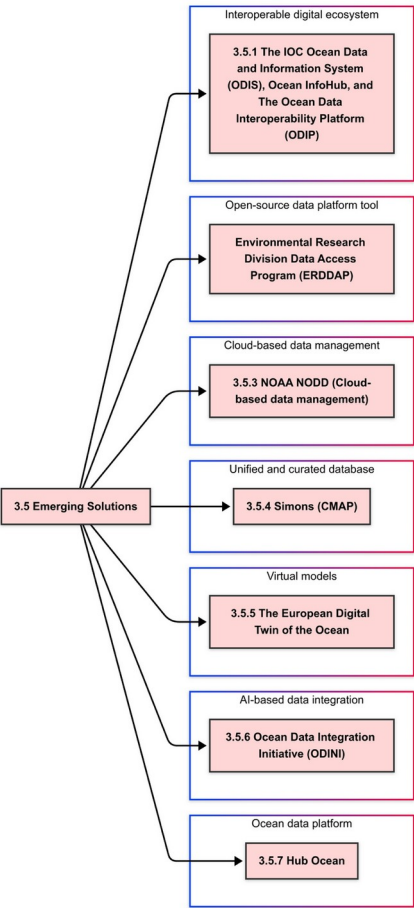 Interoperable digital ecosystem
3.5.1 The IOC Ocean Data
and Information System
(ODIS), Ocean InfoHub, and
The Ocean Data
Interoperability Platform
(ODIP)
Open-source data platform tool
Environmental Research
Division Data Access
Program (ERDDAP)
Cloud-based data management
3.5.3 NOAA NODD (Cloud-
based data management)
Unified and curated database
3.5 Emerging Solutions
3.5.4 Simons (CMAP)
Virtual models
3.5.5 The European Digital
Twin of the Ocean
AI-based data integration
3.5.6 Ocean Data Integration
Initiative (ODINI)
Ocean data platform
3.5.7 Hub Ocean